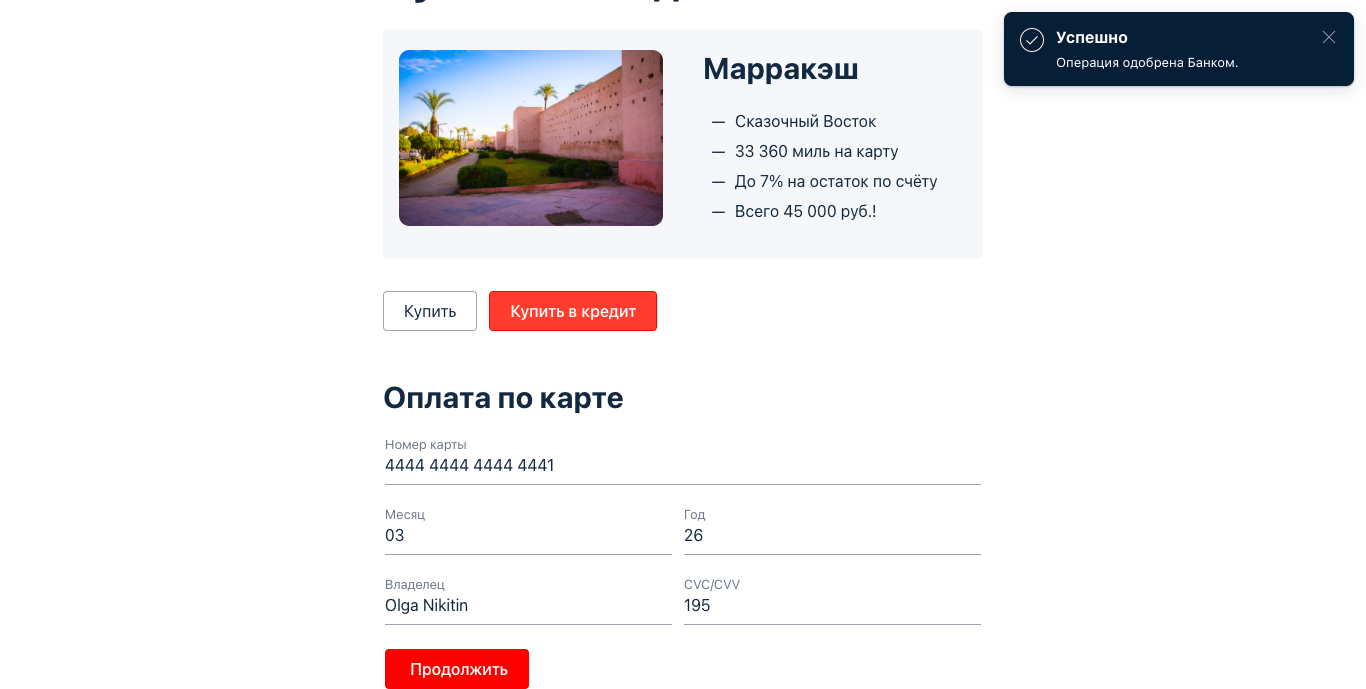 Марракэш
— Сказочный Восток
— 33 360 миль на карту
— До 7% на остаток по счёту
— Всего 45 000 руб.!
Купить
Купить в кредит
Оплата по карте
Номер карты
4444 4444 4444 4441
Месяц
Год
03
26
Владелец
CVC/CVV
Olga Nikitin
195
Продолжить
Успешно
Операция одобрена Банком.